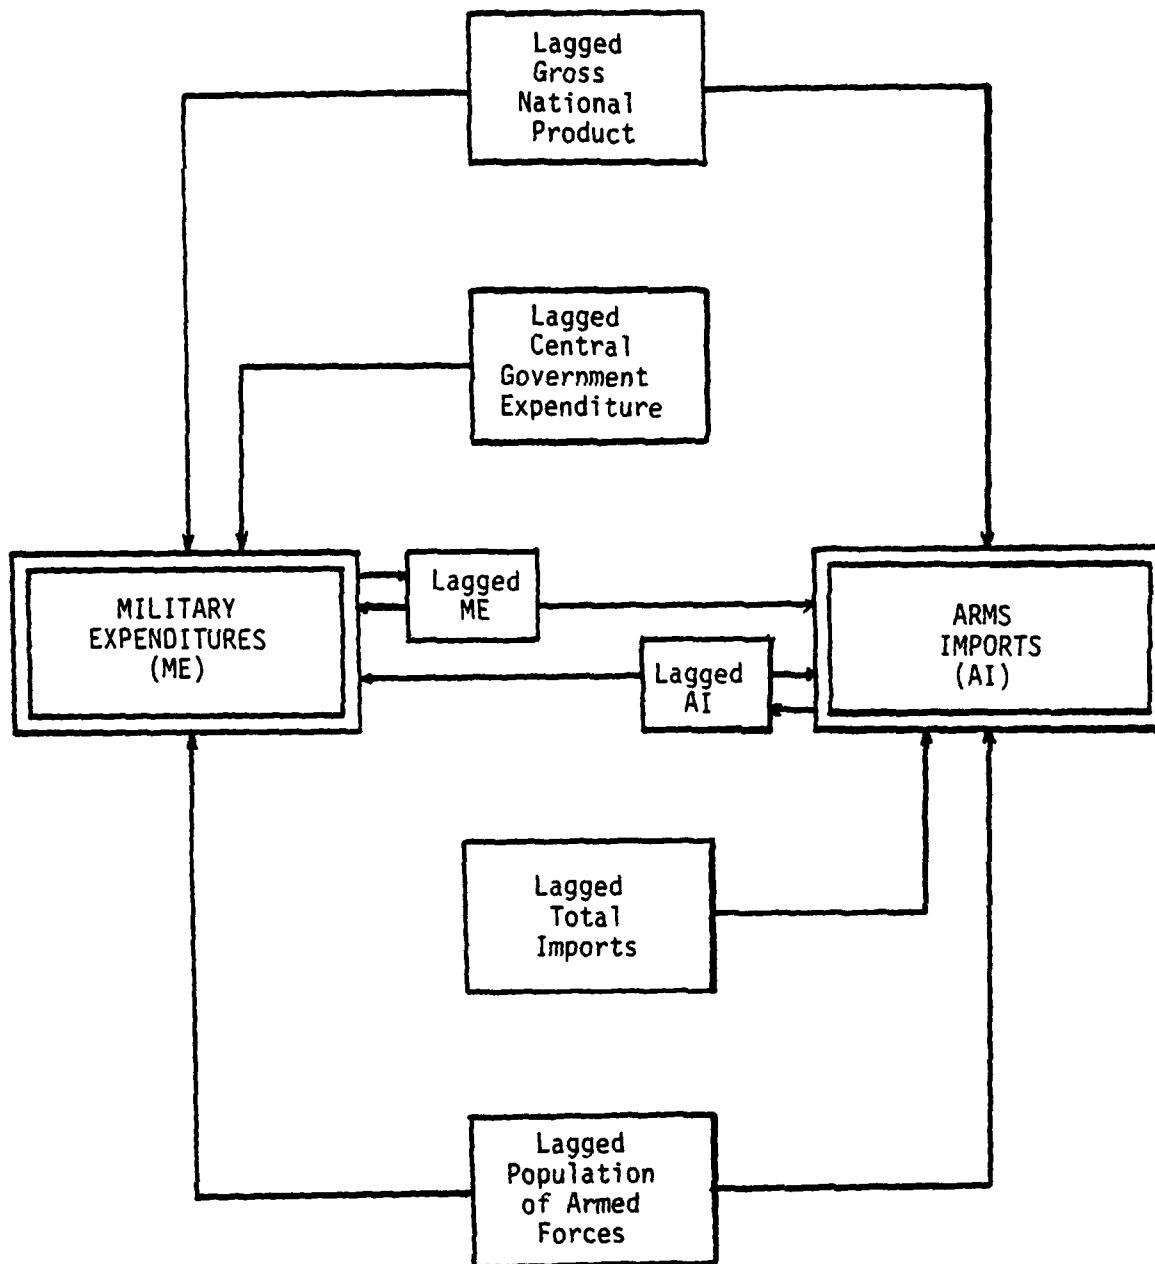 Lagged
Gross
National
Product
Lagged
Central
Government
Expenditure
MILITARY
EXPENDITURES
(ME)
Lagged
ME
Lagged
AI
ARMS
IMPORTS
(AI)
Lagged
Total
Imports
Lagged
Population
of Armed
Forces